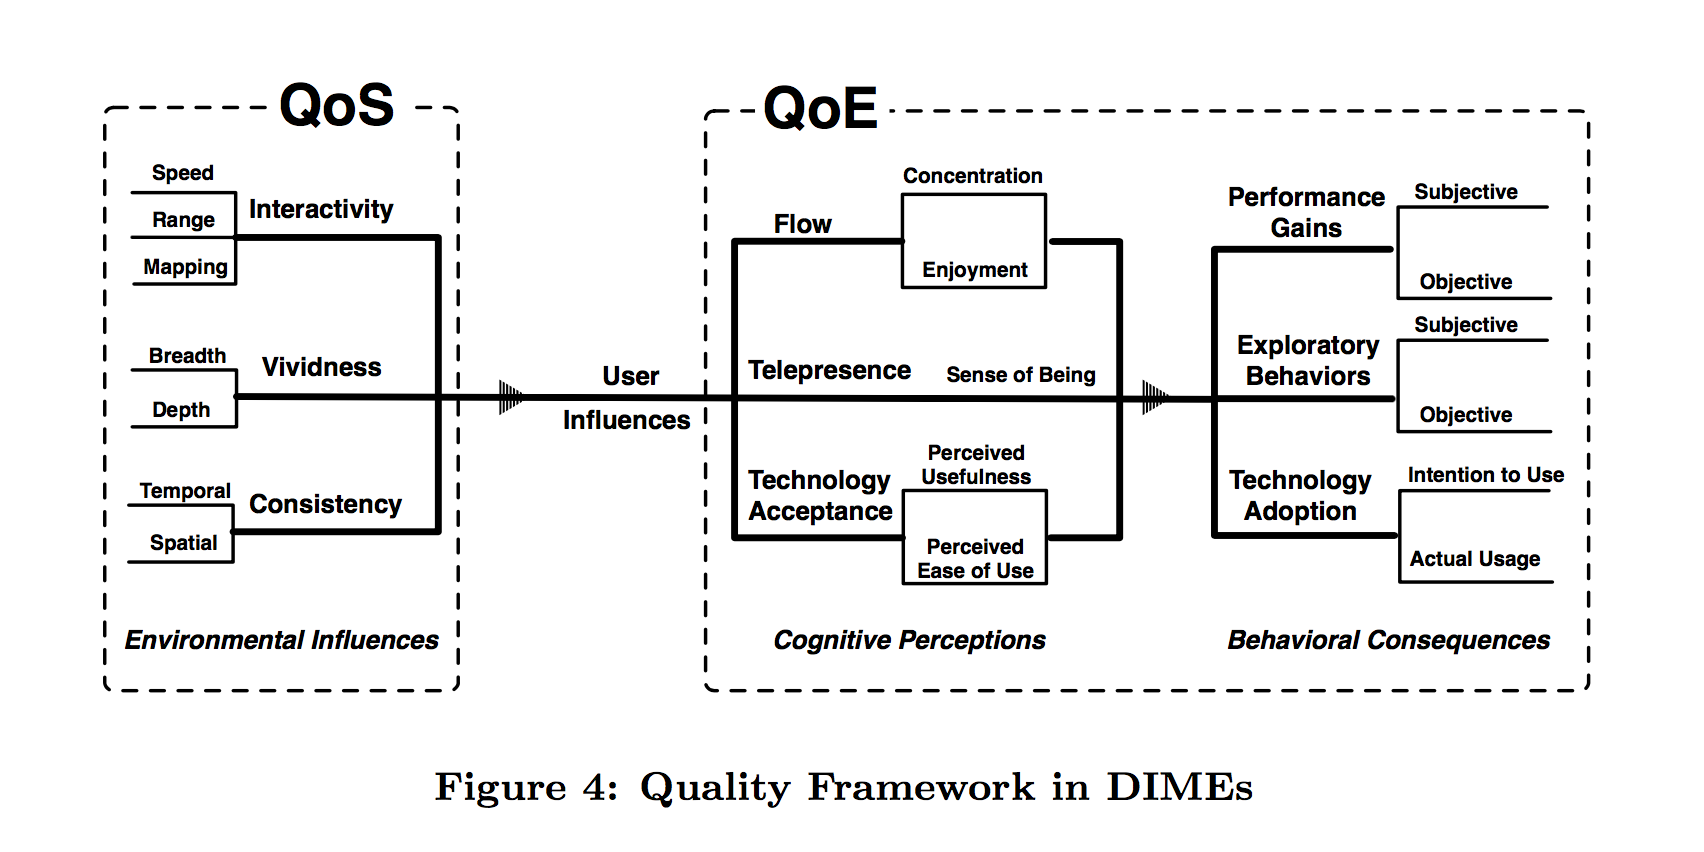 QoS
Speed
Range
Mapping
Interactivity
Breadth
Depth
Vividness
Temporal
Spatial
Consistency
Environmental Influences
User
Influences
QoE
Flow
Concentration
Enjoyment
Telepresence
Sense of Being
Technology
Acceptance
Perceived
Usefulness
Perceived
Ease of Use
Cognitive Perceptions
Performance
Gains
Subjective
Objective
Exploratory
Behaviors
Subjective
Objective
Technology
Adoption
Intention to Use
Actual Usage
Behavioral Consequences
Figure 4: Quality Framework in DIMEs